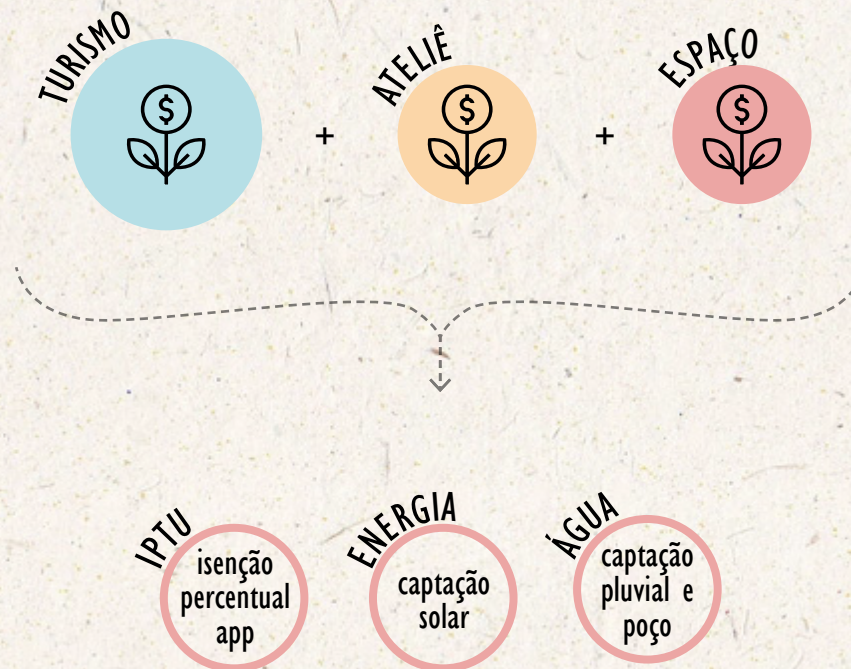 TURISMO
ATELIÊ
ESPAÇO
$
+
$
+
$
IPTU
isenção
percentual
app
ENERGIA
captação
solar
ÁGUA
captação
pluvial e
poço